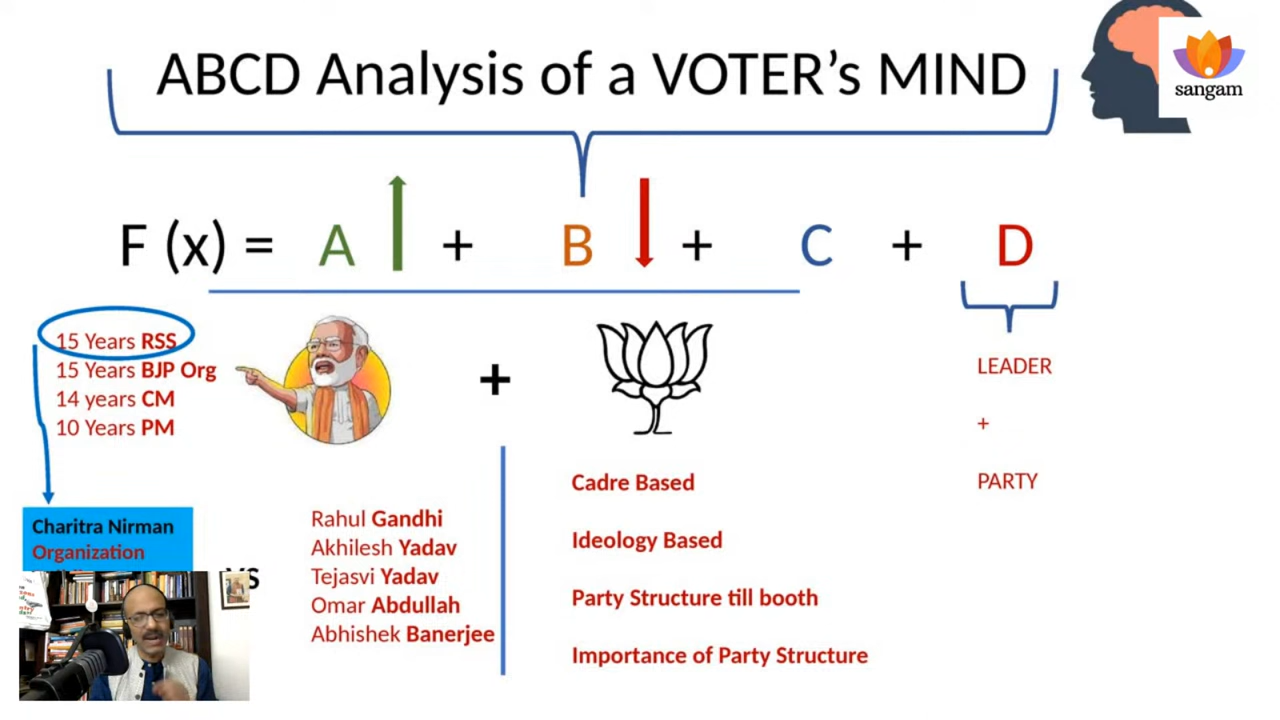 ABCD Analysis of a VOTER's MIND
sangam
F (x) = A + B + C + D
15 Years RSS
15 Years BJP Org
14 years CM
10 Years PM
+
LEADER
+
PARTY
Charitra Nirman
Organization
vs
Rahul Gandhi
Akhilesh Yadav
Tejasvi Yadav
Omar Abdullah
Abhishek Banerjee
Cadre Based
Ideology Based
Party Structure till booth
Importance of Party Structure